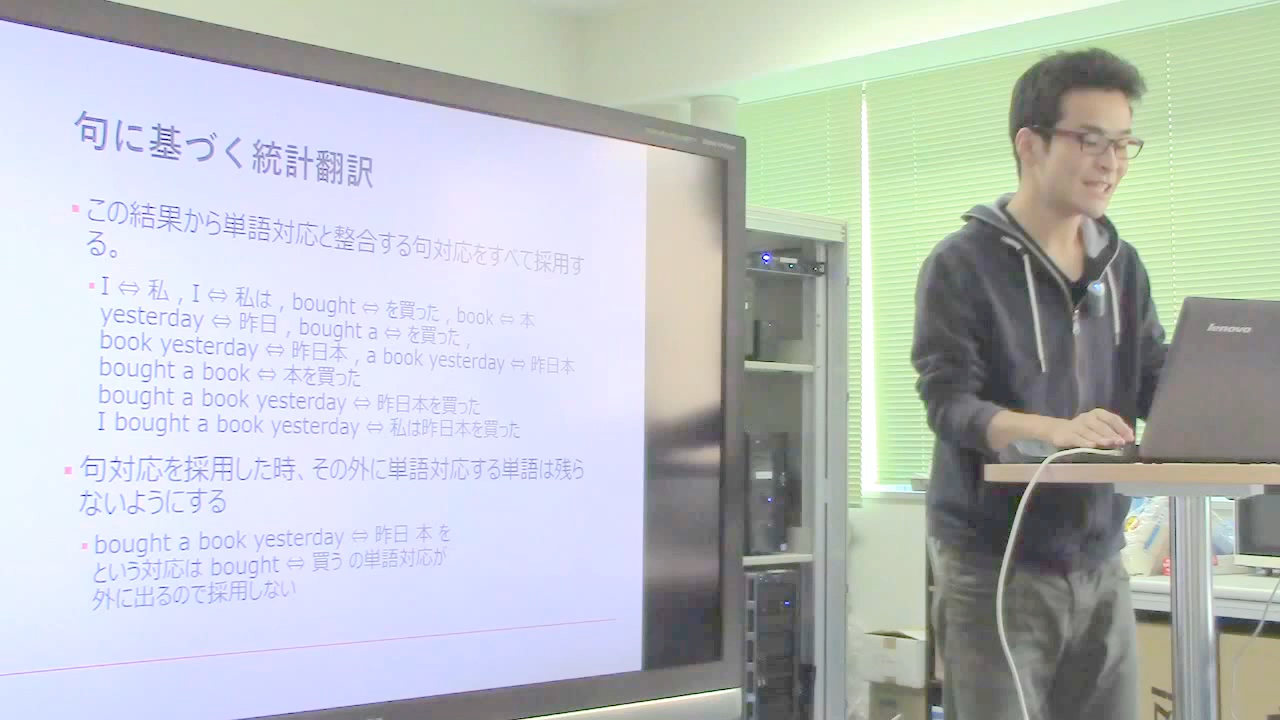 句に基づく統計翻訳
この結果から単語対応と整合する句対応をすべて採用す
る。
I ⇔ 私 , I ⇔ 私は , bought ⇔ を買った , book ⇔ 本
yesterday ⇔ 昨日 , bought a ⇔ を買った ,
book yesterday ⇔ 昨日本 , a book yesterday ⇔ 昨日本
bought a book ⇔ 本を買った
bought a book yesterday ⇔ 昨日本を買った
I bought a book yesterday ⇔ 私は昨日本を買った
句対応を採用した時、その外に単語対応する単語は残ら
ないようにする
bought a book yesterday ⇔ 昨日 本 を
という対応は bought ⇔ 買う の単語対応が
外に出るので採用しない
lenovo